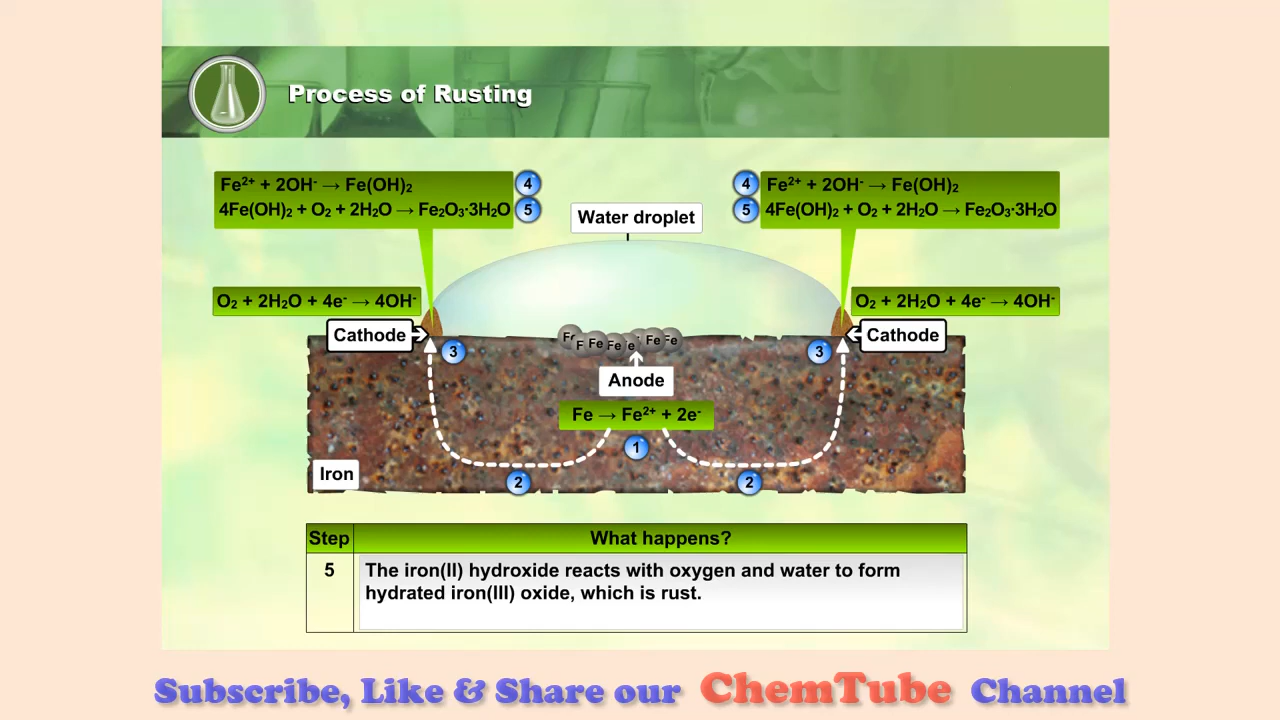 Process of Rusting
Fe²⁺ + 2OH⁻ → Fe(OH)₂ 4
4Fe(OH)₂ + O₂ + 2H₂O → Fe₂O₃·3H₂O 5
4 Fe²⁺ + 2OH⁻ → Fe(OH)₂
5 4Fe(OH)₂ + O₂ + 2H₂O → Fe₂O₃·3H₂O
Water droplet
O₂ + 2H₂O + 4e⁻ → 4OH⁻
O₂ + 2H₂O + 4e⁻ → 4OH⁻
Cathode
Cathode
Fe Fe Fe Fe
3
3
Anode
Fe → Fe²⁺ + 2e⁻
1
Iron
2
2
Step What happens?
5 The iron(II) hydroxide reacts with oxygen and water to form
hydrated iron(III) oxide, which is rust.
Subscribe, Like & Share our ChemTube Channel